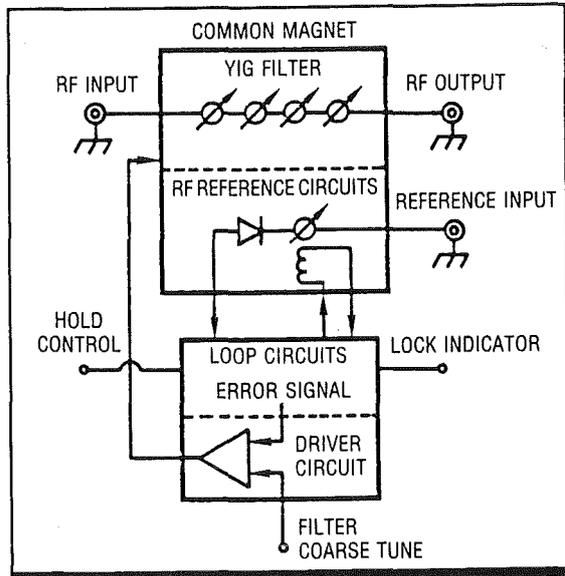 COMMON MAGNET
YIG FILTER
RF INPUT
RF OUTPUT
RF REFERENCE CIRCUITS
REFERENCE INPUT
HOLD
CONTROL
LOOP CIRCUITS
LOCK INDICATOR
ERROR SIGNAL
DRIVER
CIRCUIT
FILTER
COARSE TUNE